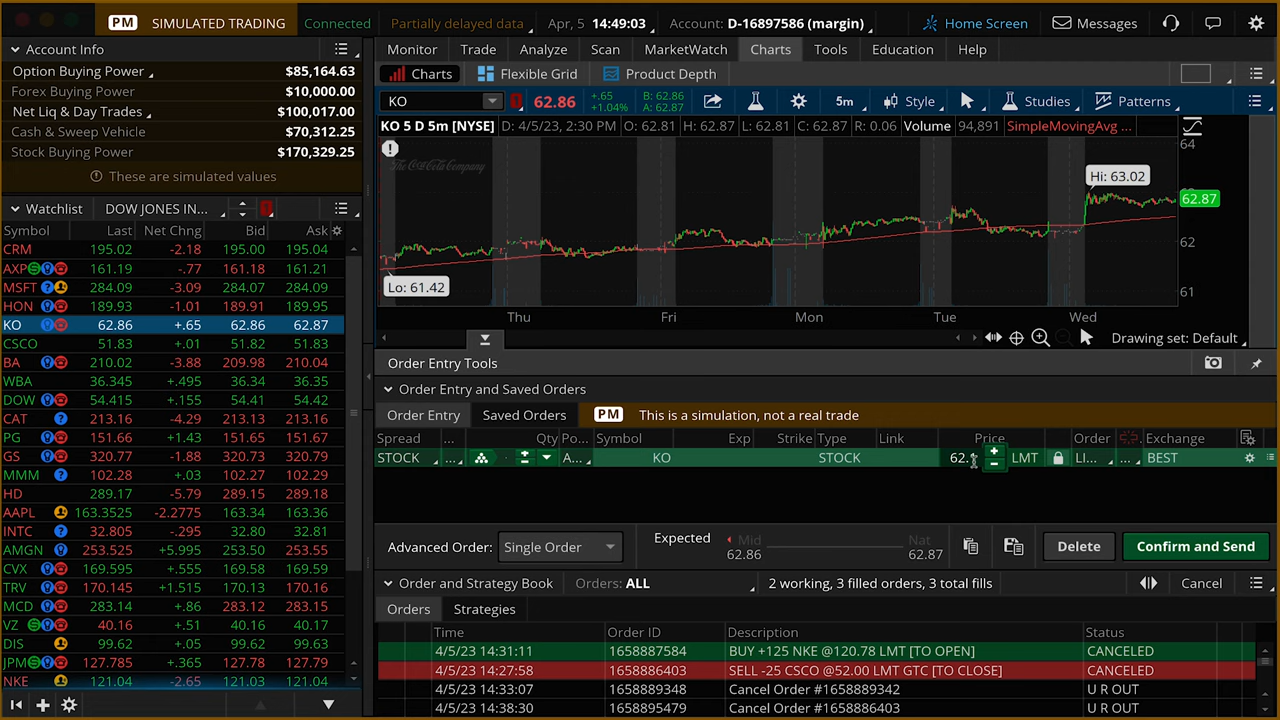 PM SIMULATED TRADING Connected Partially delayed data Apr, 5 14:49:03 Account: D-16897586 (margin) Home Screen Messages
Account Info
Option Buying Power $85,164.63
Forex Buying Power $10,000.00
Net Liq & Day Trades $100,017.00
Cash & Sweep Vehicle $70,312.25
Stock Buying Power $170,329.25
These are simulated values
Watchlist DOW JONES IN...
Symbol Last Net Chng Bid Ask
CRM 195.02 -2.18 195.00 195.04
AXP 161.19 -.77 161.18 161.21
MSFT 284.09 -3.09 284.07 284.09
HON 189.93 -1.01 189.91 189.95
KO 62.86 +.65 62.86 62.87
CSCO 51.83 +.01 51.82 51.83
BA 210.02 -3.88 209.98 210.04
WBA 36.345 +.495 36.34 36.35
DOW 54.415 +.155 54.41 54.42
CAT 213.16 -4.29 213.13 213.16
PG 151.66 +1.43 151.66 151.67
GS 320.77 -1.88 320.73 320.79
MMM 102.28 +.03 102.27 102.28
HD 289.17 -5.79 289.15 289.18
AAPL 163.3525 -2.2775 163.34 163.36
INTC 32.805 -.295 32.80 32.81
AMGN 253.525 +5.995 253.50 253.55
CVX 169.595 +.555 169.58 169.59
TRV 170.145 +1.515 170.13 170.16
MCD 283.14 +.86 283.12 283.15
VZ 40.16 +.51 40.16 40.17
DIS 99.62 +.05 99.62 99.63
JPM 127.785 +.365 127.78 127.79
NKE 121.04 -2.65 121.03 121.04
Monitor Trade Analyze Scan MarketWatch Charts Tools Education Help
Charts Flexible Grid Product Depth
KO 62.86 +.65 +1.04% B: 62.86 A: 62.87 5m Style Studies Patterns
KO 5 D 5m [NYSE] D: 4/5/23, 2:30 PM O: 62.81 H: 62.87 L: 62.81 C: 62.87 R: 0.06 Volume 94,891 SimpleMovingAvg ...
The Coca-Cola Company
64
Hi: 63.02
62.87
62
Lo: 61.42
61
Thu Fri Mon Tue Wed
Drawing set: Default
Order Entry Tools
Order Entry and Saved Orders
Order Entry Saved Orders PM This is a simulation, not a real trade
Spread ... Qty Po... Symbol Exp Strike Type Link Price Order Exchange
STOCK ... A... KO STOCK LMT LI... ... BEST
Advanced Order: Single Order Expected Mid 62.86 Nat 62.87 Delete Confirm and Send
Order and Strategy Book Orders: ALL 2 working, 3 filled orders, 3 total fills Cancel
Orders Strategies
Time Order ID Description Status
4/5/23 14:31:11 1658887584 BUY +125 NKE @120.78 LMT [TO OPEN] CANCELED
4/5/23 14:27:58 1658886403 SELL -25 CSCO @52.00 LMT GTC [TO CLOSE] CANCELED
4/5/23 14:33:07 1658889348 Cancel Order #1658889342 U R OUT
4/5/23 14:38:30 1658895479 Cancel Order #1658886403 U R OUT